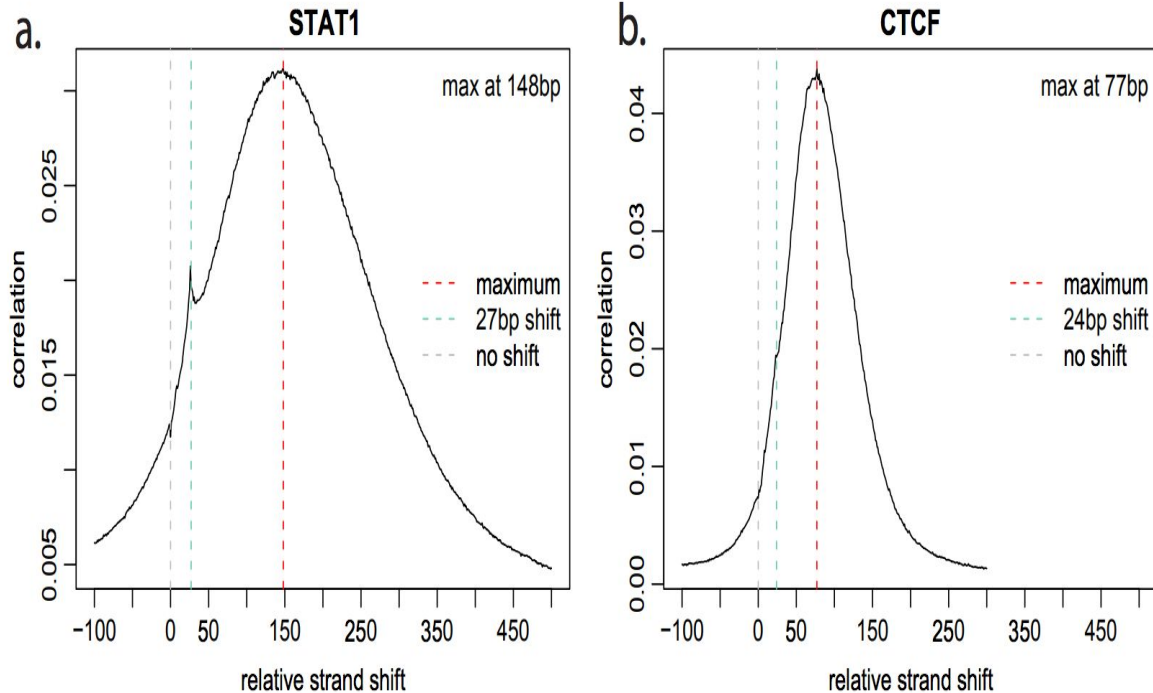 a.
STAT1
max at 148bp
correlation
0.005
0.015
0.025
maximum
27bp shift
no shift
−100 0 50 150 250 350 450
relative strand shift
b.
CTCF
max at 77bp
correlation
0.00
0.01
0.02
0.03
0.04
maximum
24bp shift
no shift
−100 0 50 150 250 350 450
relative strand shift